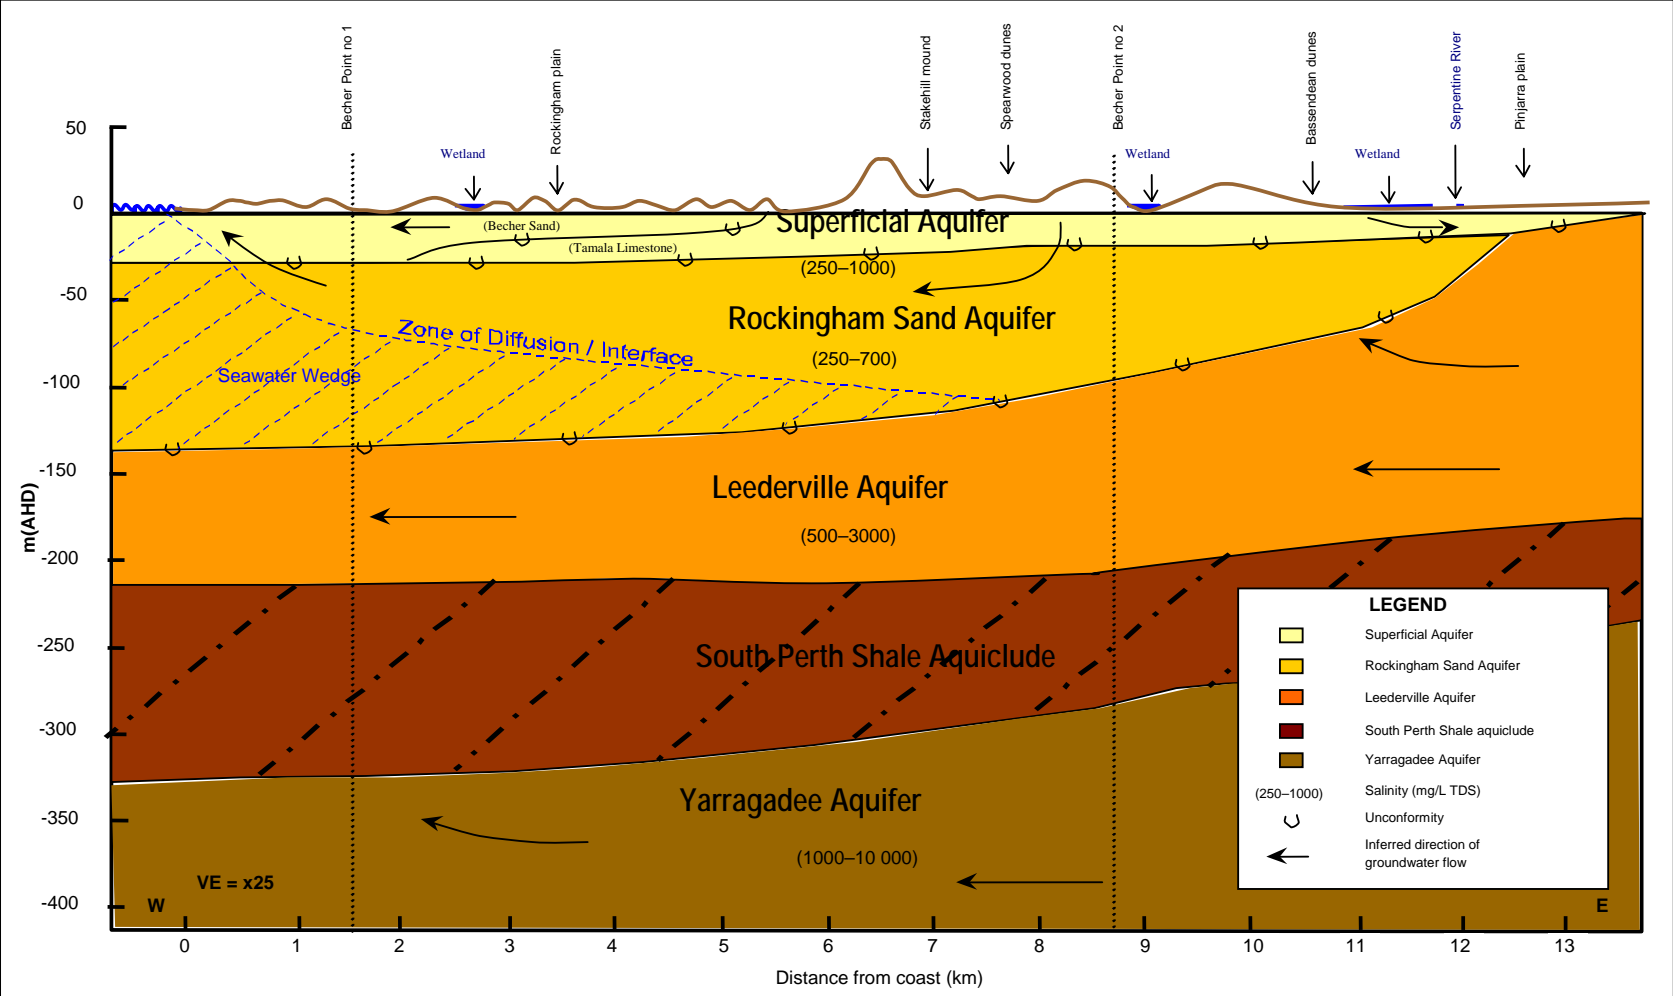 Becher Point no 1
Rockingham plain
Stakehill mound
Spearwood dunes
Becher Point no 2
Bassendean dunes
Serpentine River
Pinjarra plain
Wetland
Wetland
Wetland
50
0
-50
-100
-150
-200
-250
-300
-350
-400
m(AHD)
(Becher Sand)
(Tamala Limestone)
Superficial Aquifer
(250–1000)
Rockingham Sand Aquifer
(250–700)
Zone of Diffusion / Interface
Seawater Wedge
Leederville Aquifer
(500–3000)
South Perth Shale Aquiclude
Yarragadee Aquifer
(1000–10 000)
VE = x25
W
E
LEGEND
Superficial Aquifer
Rockingham Sand Aquifer
Leederville Aquifer
South Perth Shale aquiclude
Yarragadee Aquifer
(250–1000) Salinity (mg/L TDS)
Unconformity
Inferred direction of
groundwater flow
0 1 2 3 4 5 6 7 8 9 10 11 12 13
Distance from coast (km)